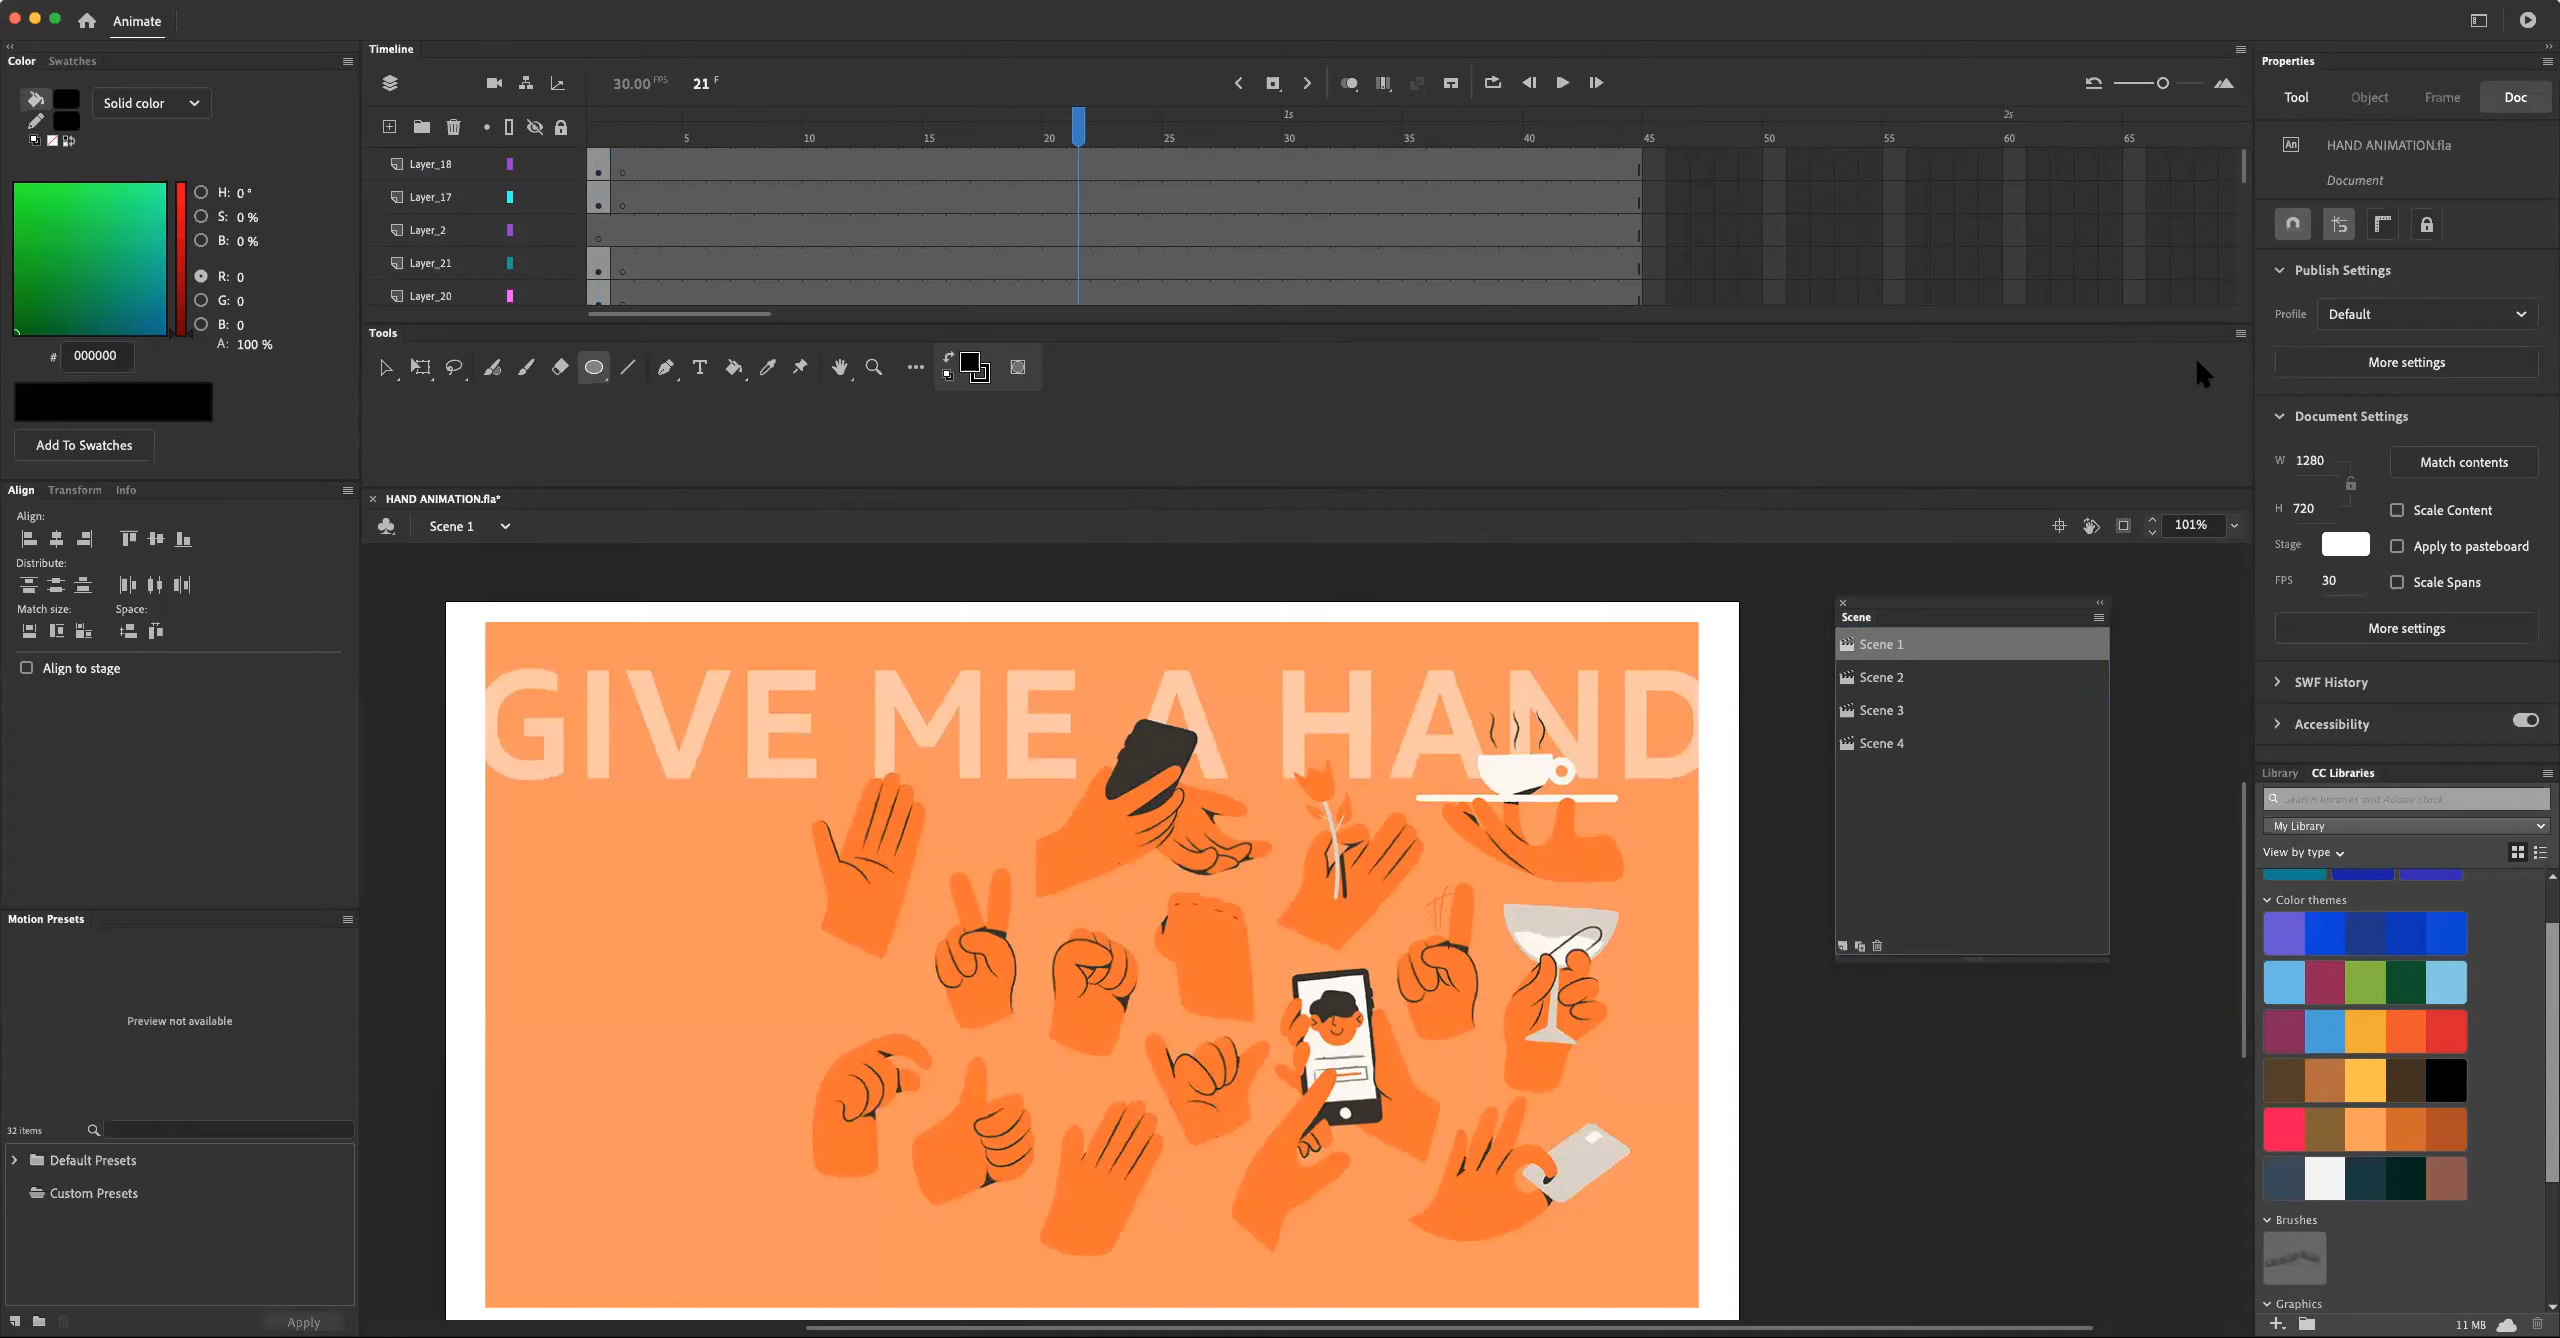 Animate
Color Swatches
Solid color
H: 0 °
S: 0 %
B: 0 %
R: 0
G: 0
B: 0
A: 100 %
# 000000
Add To Swatches
Align Transform Info
Align:
Distribute:
Match size: Space:
Align to stage
Motion Presets
Preview not available
32 items
Default Presets
Custom Presets
Apply
Timeline
30.00 FPS 21 F
1s 2s
5 10 15 20 25 30 35 40 45 50 55 60 65
Layer_18
Layer_17
Layer_2
Layer_21
Layer_20
Tools
T
HAND ANIMATION.fla*
Scene 1
101%
GIVE ME A HAND
Scene
Scene 1
Scene 2
Scene 3
Scene 4
Properties
Tool Object Frame Doc
An HAND ANIMATION.fla
Document
Publish Settings
Profile Default
More settings
Document Settings
W 1280 Match contents
H 720 Scale Content
Stage Apply to pasteboard
FPS 30 Scale Spans
More settings
SWF History
Accessibility
Library CC Libraries
Search libraries and Adobe Stock
My Library
View by type
Color themes
Brushes
Graphics
11 MB